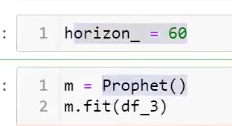 : 1 horizon_ = 60
: 1 m = Prophet()
2 m.fit(df_3)